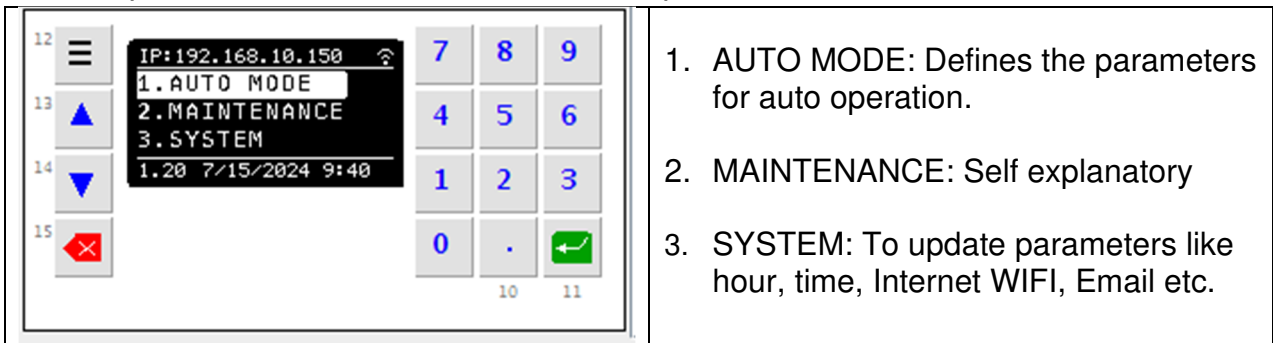 12
IP:192.168.10.150
7 8 9
1.AUTO MODE
13
2.MAINTENANCE
4 5 6
3.SYSTEM
14
1.20 7/15/2024 9:40
1 2 3
15
0 .
10 11
1. AUTO MODE: Defines the parameters
for auto operation.
2. MAINTENANCE: Self explanatory
3. SYSTEM: To update parameters like
hour, time, Internet WIFI, Email etc.